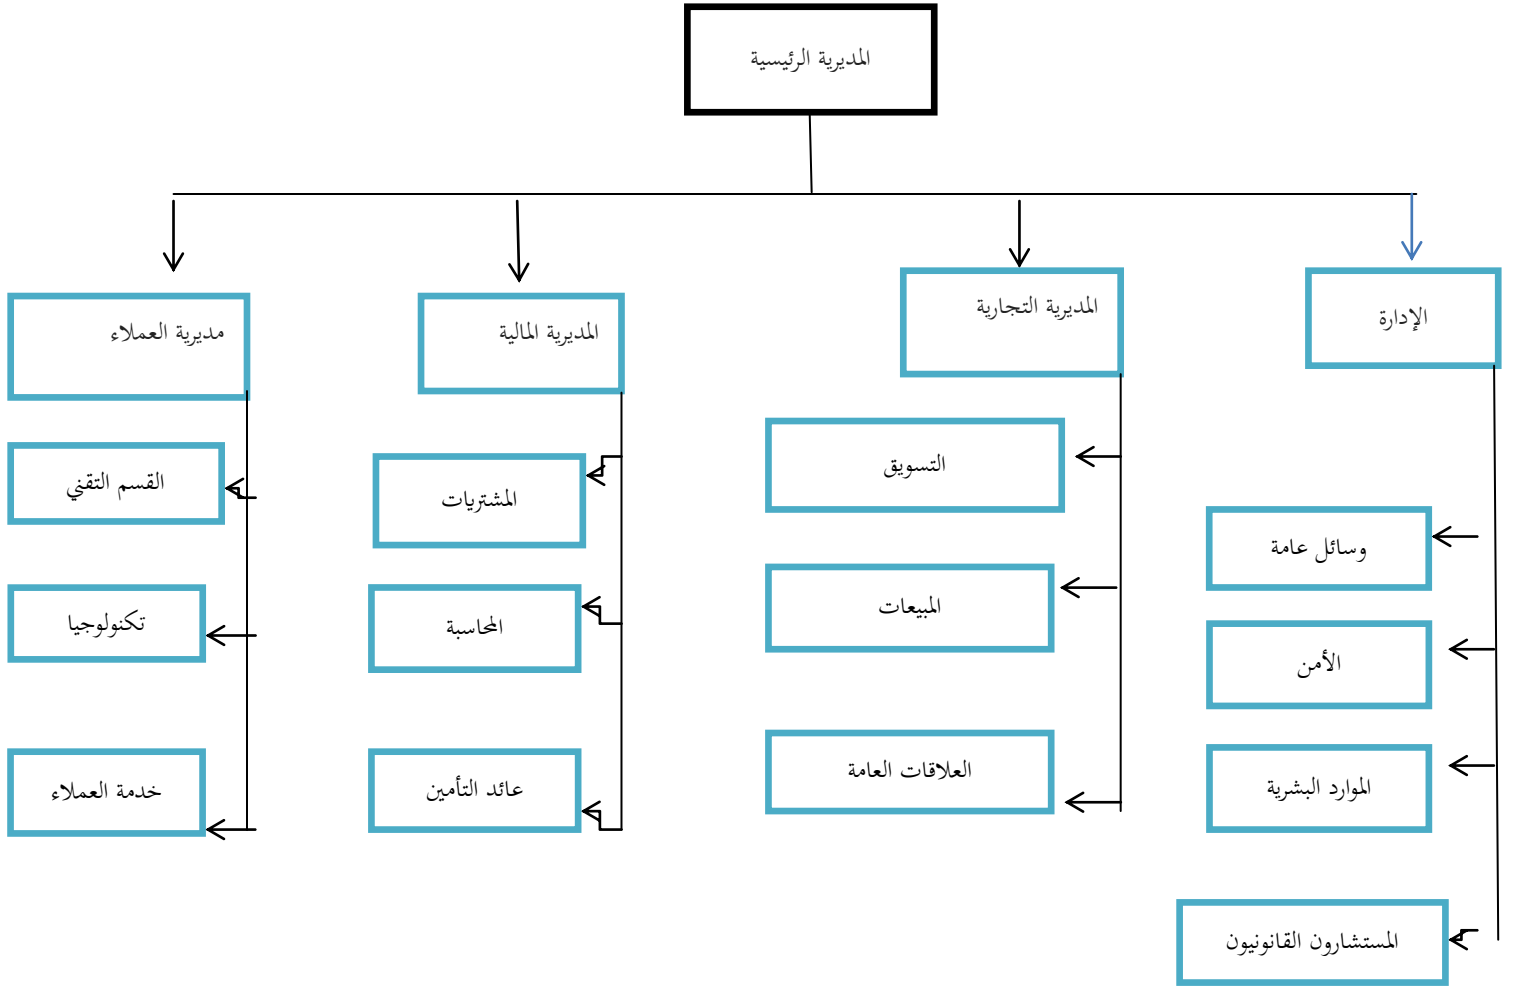 المديرية الرئيسية
الإدارة
المديرية التجارية
المديرية المالية
مديرية العملاء
وسائل عامة
الأمن
الموارد البشرية
المستشارون القانونيون
التسويق
المبيعات
العلاقات العامة
المشتريات
المحاسبة
عائد التأمين
القسم التقني
تكنولوجيا
خدمة العملاء